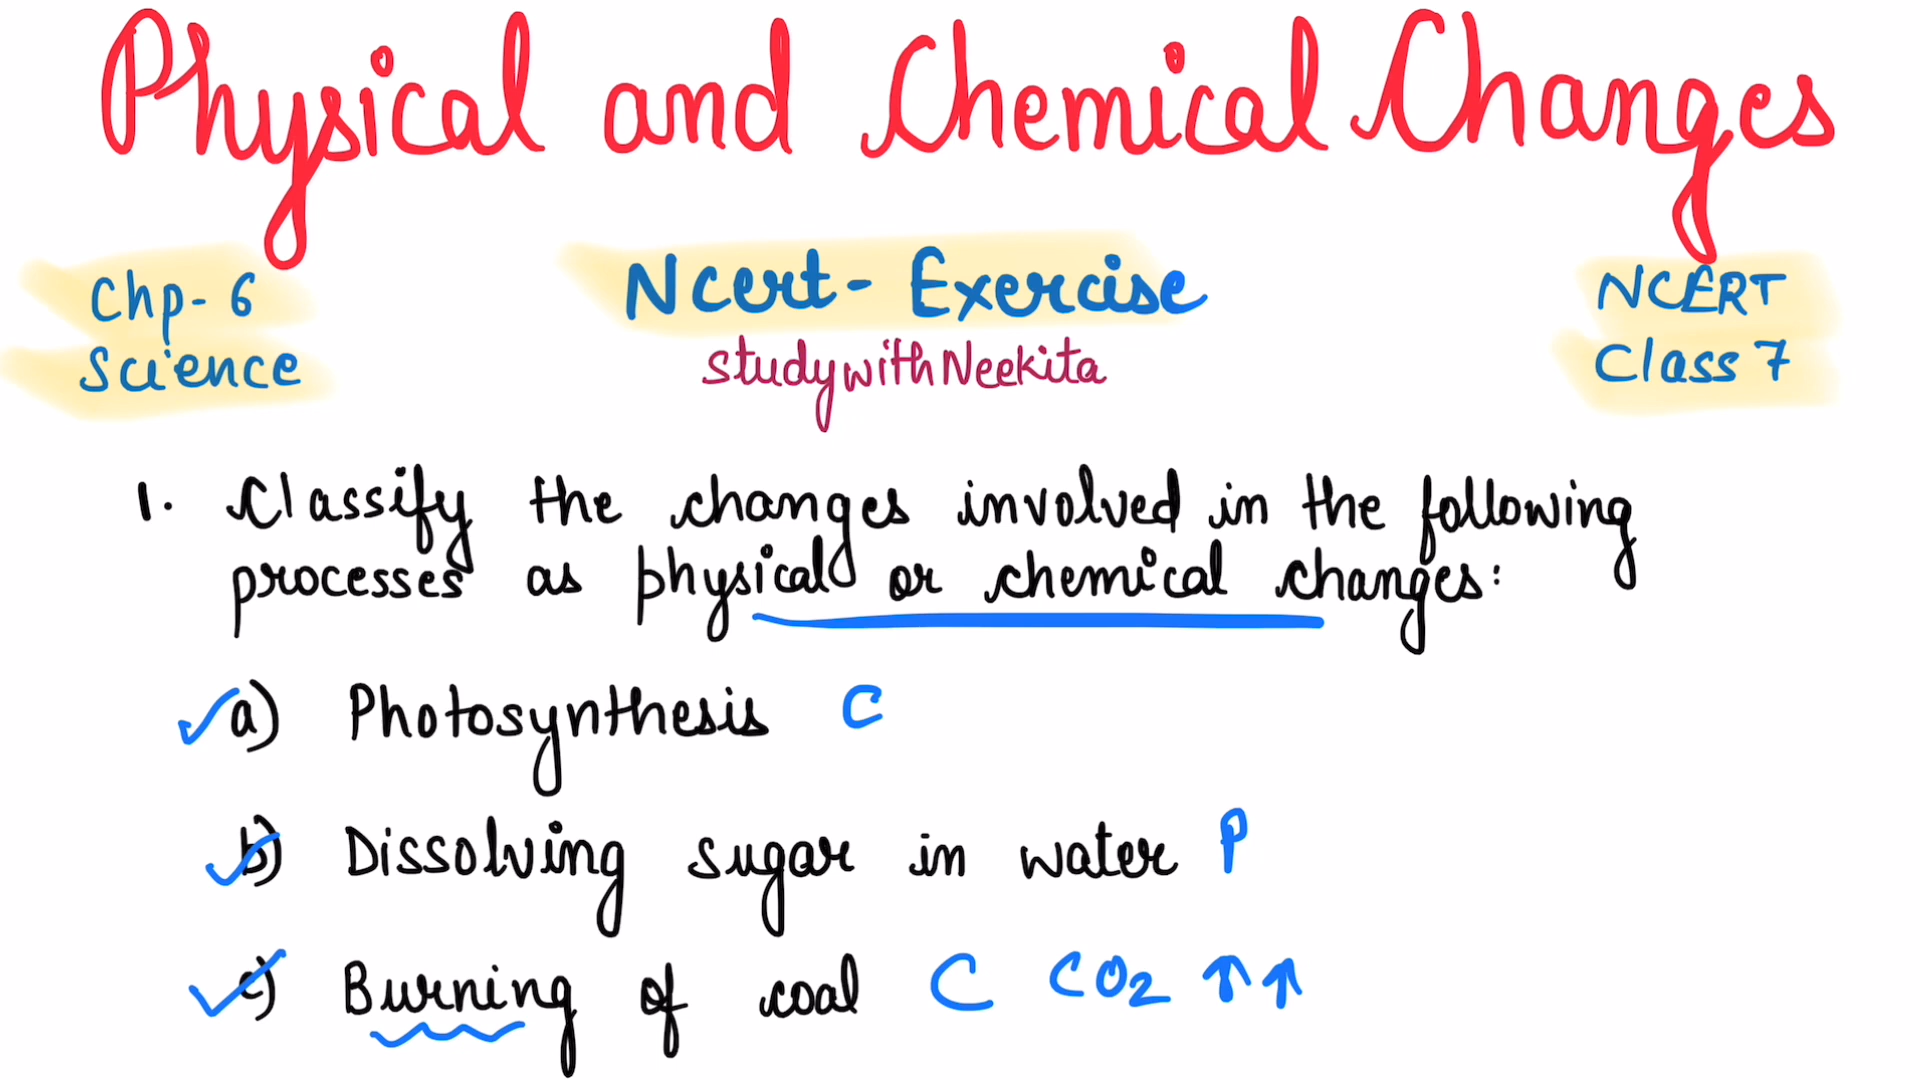 Physical and Chemical Changes
Chp- 6
Science
Ncert- Exercise
studywithNeekita
NCERT
Class 7
1. Classify the changes involved in the following
processes as physical or chemical changes:
a) Photosynthesis C
b) Dissolving sugar in water P
c) Burning of coal C CO2 ↑↑